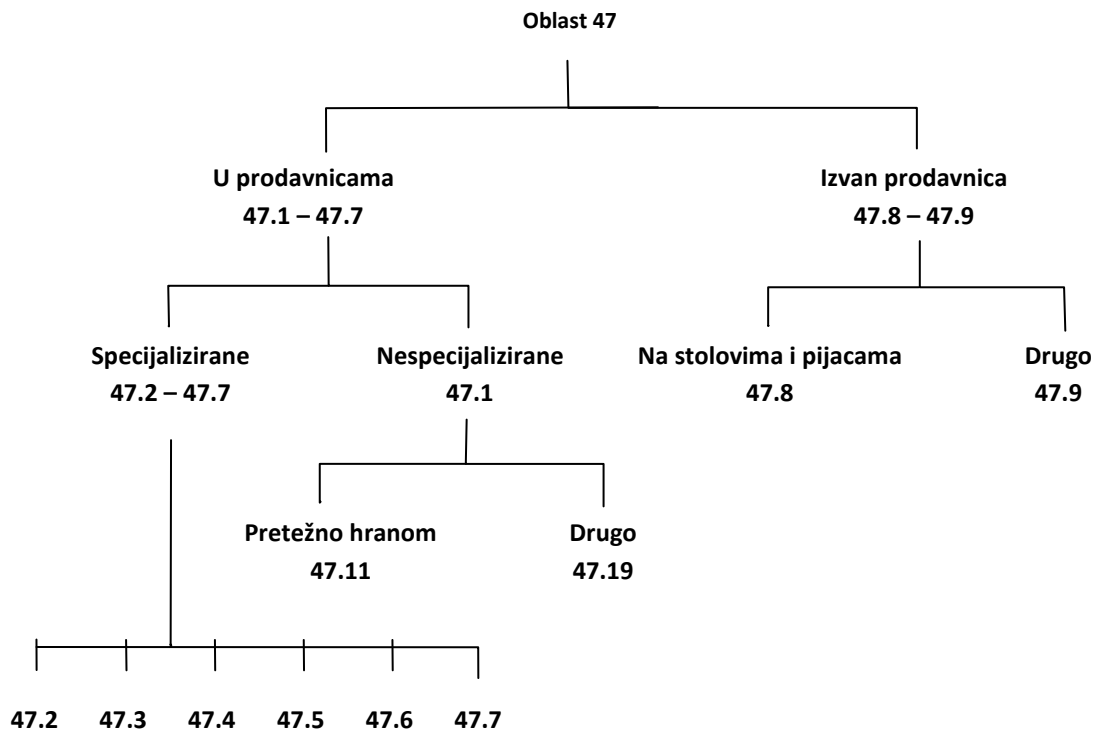 Oblast 47
U prodavnicama
47.1 – 47.7
Izvan prodavnica
47.8 – 47.9
Specijalizirane
47.2 – 47.7
Nespecijalizirane
47.1
Na stolovima i pijacama
47.8
Drugo
47.9
Pretežno hranom
47.11
Drugo
47.19
47.2 47.3 47.4 47.5 47.6 47.7